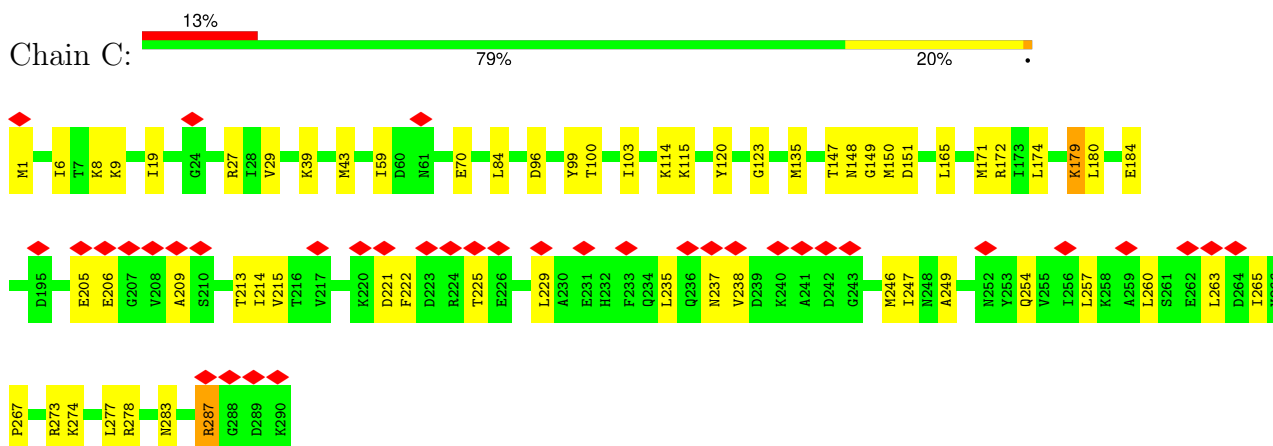 13%
Chain C:
79% 20% •
M1 I6 T7 K8 K9 I19 G24 R27 I28 V29 K39 M43 I59 D60 N61 E70 L84 D96 Y99 T100 I103 K114 K115 Y120 G123 M135 T147 N148 G149 M150 D151 L165 M171 R172 I173 L174 K179 L180 E184
D195 E205 E206 G207 V208 A209 S210 T213 I214 V215 T216 V217 K220 D221 F222 D223 R224 T225 E226 L229 A230 E231 H232 F233 Q234 L235 Q236 N237 V238 D239 K240 A241 D242 G243 M246 I247 N248 A249 N252 Y253 Q254 V255 I256 L257 K258 A259 L260 S261 E262 L263 D264 I265
P267 R273 K274 L277 R278 N283 R287 G288 D289 K290